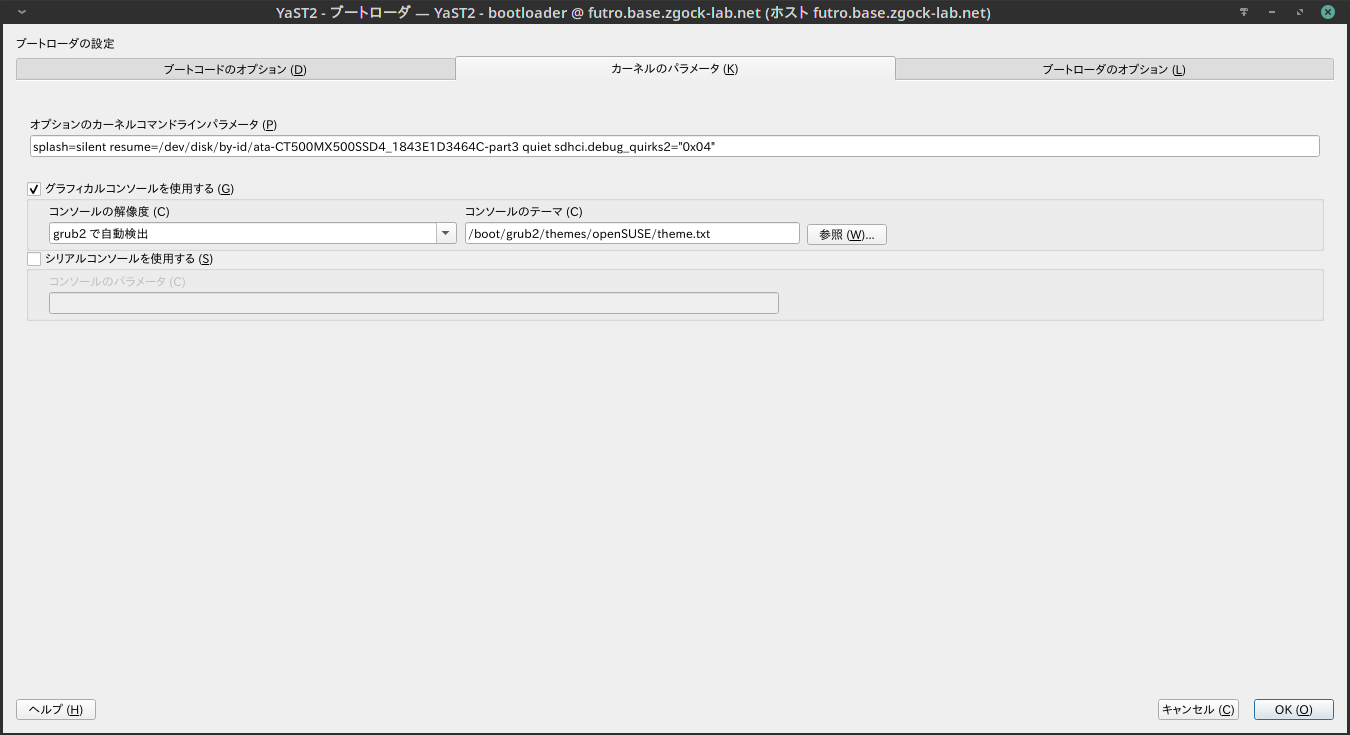 YaST2 - ブートローダ — YaST2 - bootloader @ futro.base.zgock-lab.net (ホスト futro.base.zgock-lab.net)
ブートローダの設定
ブートコードのオプション (D)
カーネルのパラメータ (K)
ブートローダのオプション (L)
オプションのカーネルコマンドラインパラメータ (P)
splash=silent resume=/dev/disk/by-id/ata-CT500MX500SSD4_1843E1D3464C-part3 quiet sdhci.debug_quirks2="0x04"
グラフィカルコンソールを使用する (G)
コンソールの解像度 (C)
コンソールのテーマ (C)
grub2 で自動検出
/boot/grub2/themes/openSUSE/theme.txt
参照 (W)...
シリアルコンソールを使用する (S)
コンソールのパラメータ (C)
ヘルプ (H)
キャンセル (C)
OK (O)